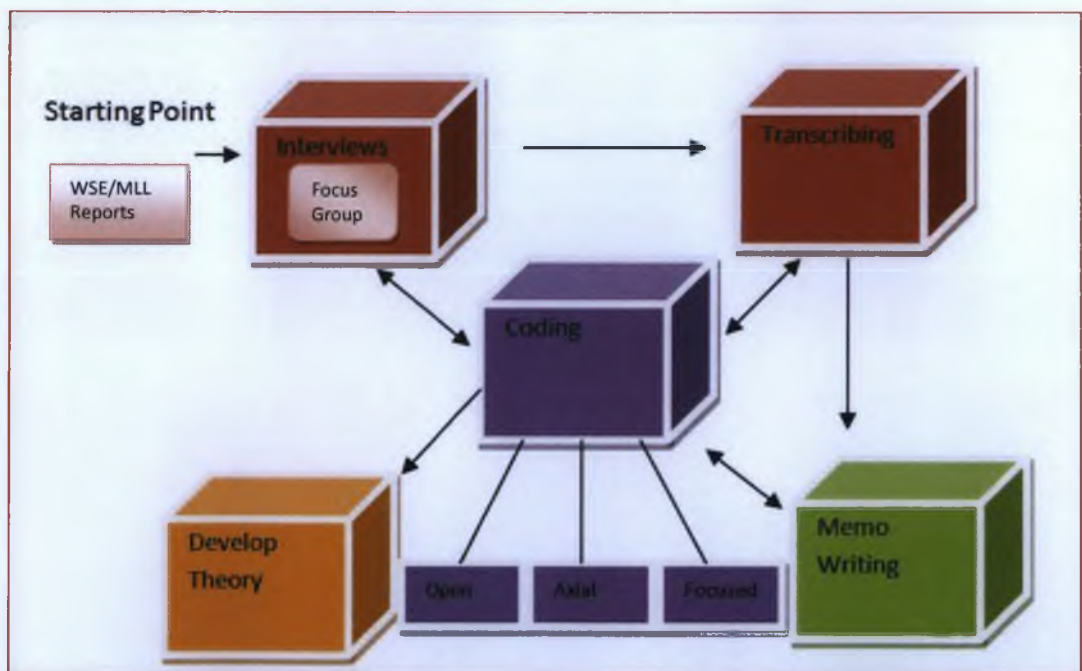 Starting Point
WSE/MLL
Reports
Interviews
Focus
Group
Transcribing
Coding
Develop
Theory
Open
Axial
Focused
Memo
Writing